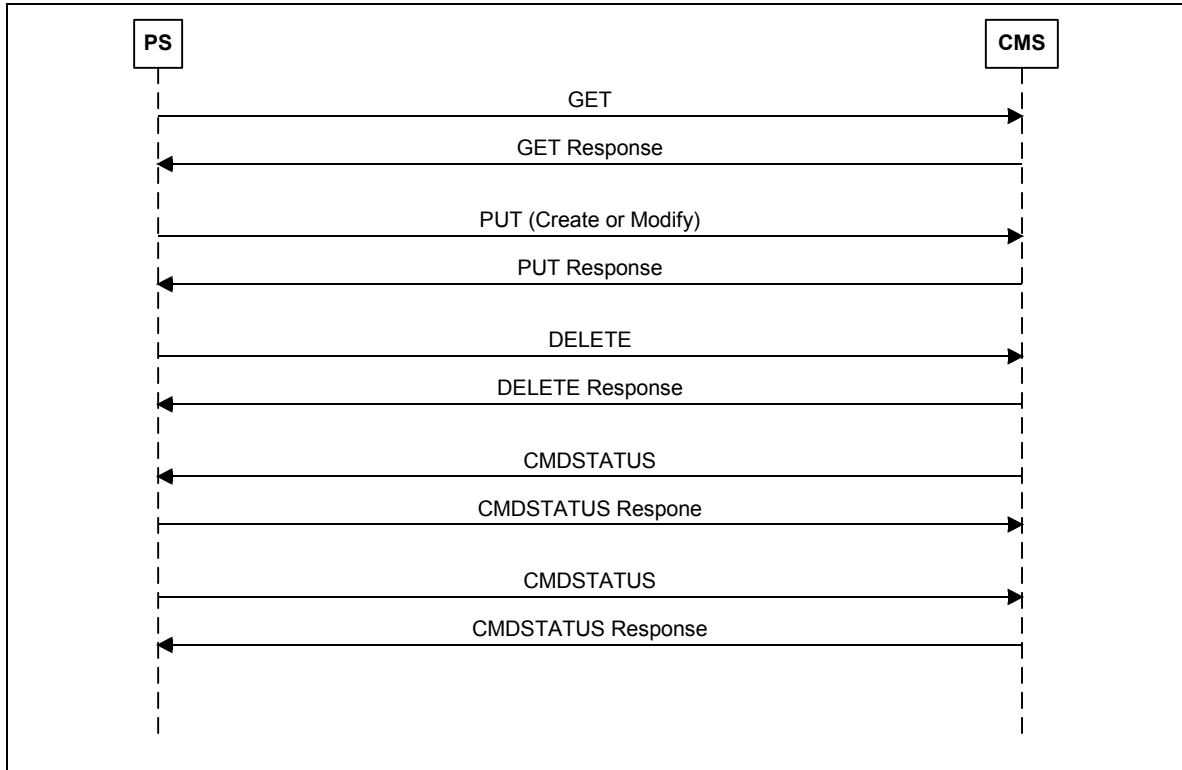 PS
CMS
GET
GET Response
PUT (Create or Modify)
PUT Response
DELETE
DELETE Response
CMDSTATUS
CMDSTATUS Respone
CMDSTATUS
CMDSTATUS Response